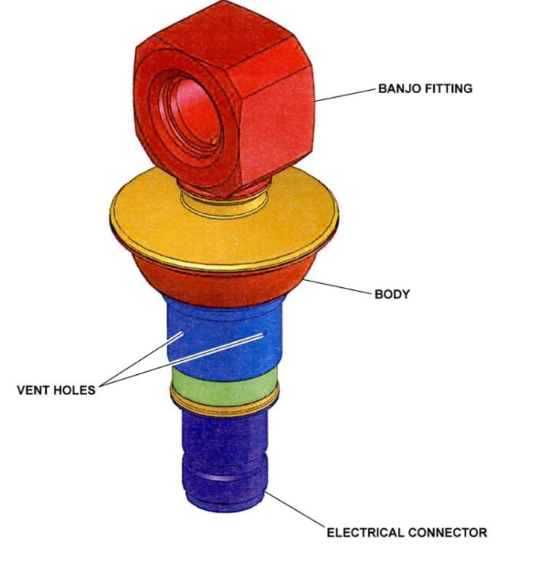 BANJO FITTING
BODY
VENT HOLES
ELECTRICAL CONNECTOR